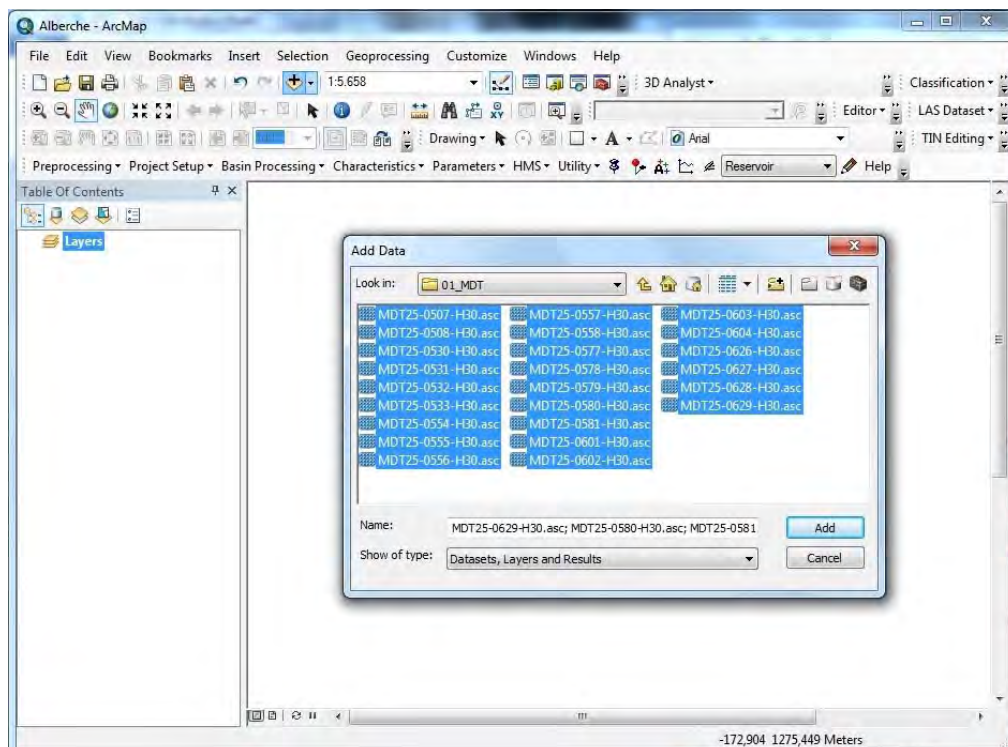 Alberche - ArcMap
File Edit View Bookmarks Insert Selection Geoprocessing Customize Windows Help
1:5.658 3D Analyst Classification
Editor LAS Dataset
Drawing A Arial TIN Editing
Preprocessing Project Setup Basin Processing Characteristics Parameters HMS Utility Reservoir Help
Table Of Contents
Layers
Add Data
Look in: 01_MDT
MDT25-0507-H30.asc MDT25-0557-H30.asc MDT25-0603-H30.asc
MDT25-0508-H30.asc MDT25-0558-H30.asc MDT25-0604-H30.asc
MDT25-0530-H30.asc MDT25-0577-H30.asc MDT25-0626-H30.asc
MDT25-0531-H30.asc MDT25-0578-H30.asc MDT25-0627-H30.asc
MDT25-0532-H30.asc MDT25-0579-H30.asc MDT25-0628-H30.asc
MDT25-0533-H30.asc MDT25-0580-H30.asc MDT25-0629-H30.asc
MDT25-0554-H30.asc MDT25-0581-H30.asc
MDT25-0555-H30.asc MDT25-0601-H30.asc
MDT25-0556-H30.asc MDT25-0602-H30.asc
Name: MDT25-0629-H30.asc; MDT25-0580-H30.asc; MDT25-0581 Add
Show of type: Datasets, Layers and Results Cancel
-172,904 1275,449 Meters